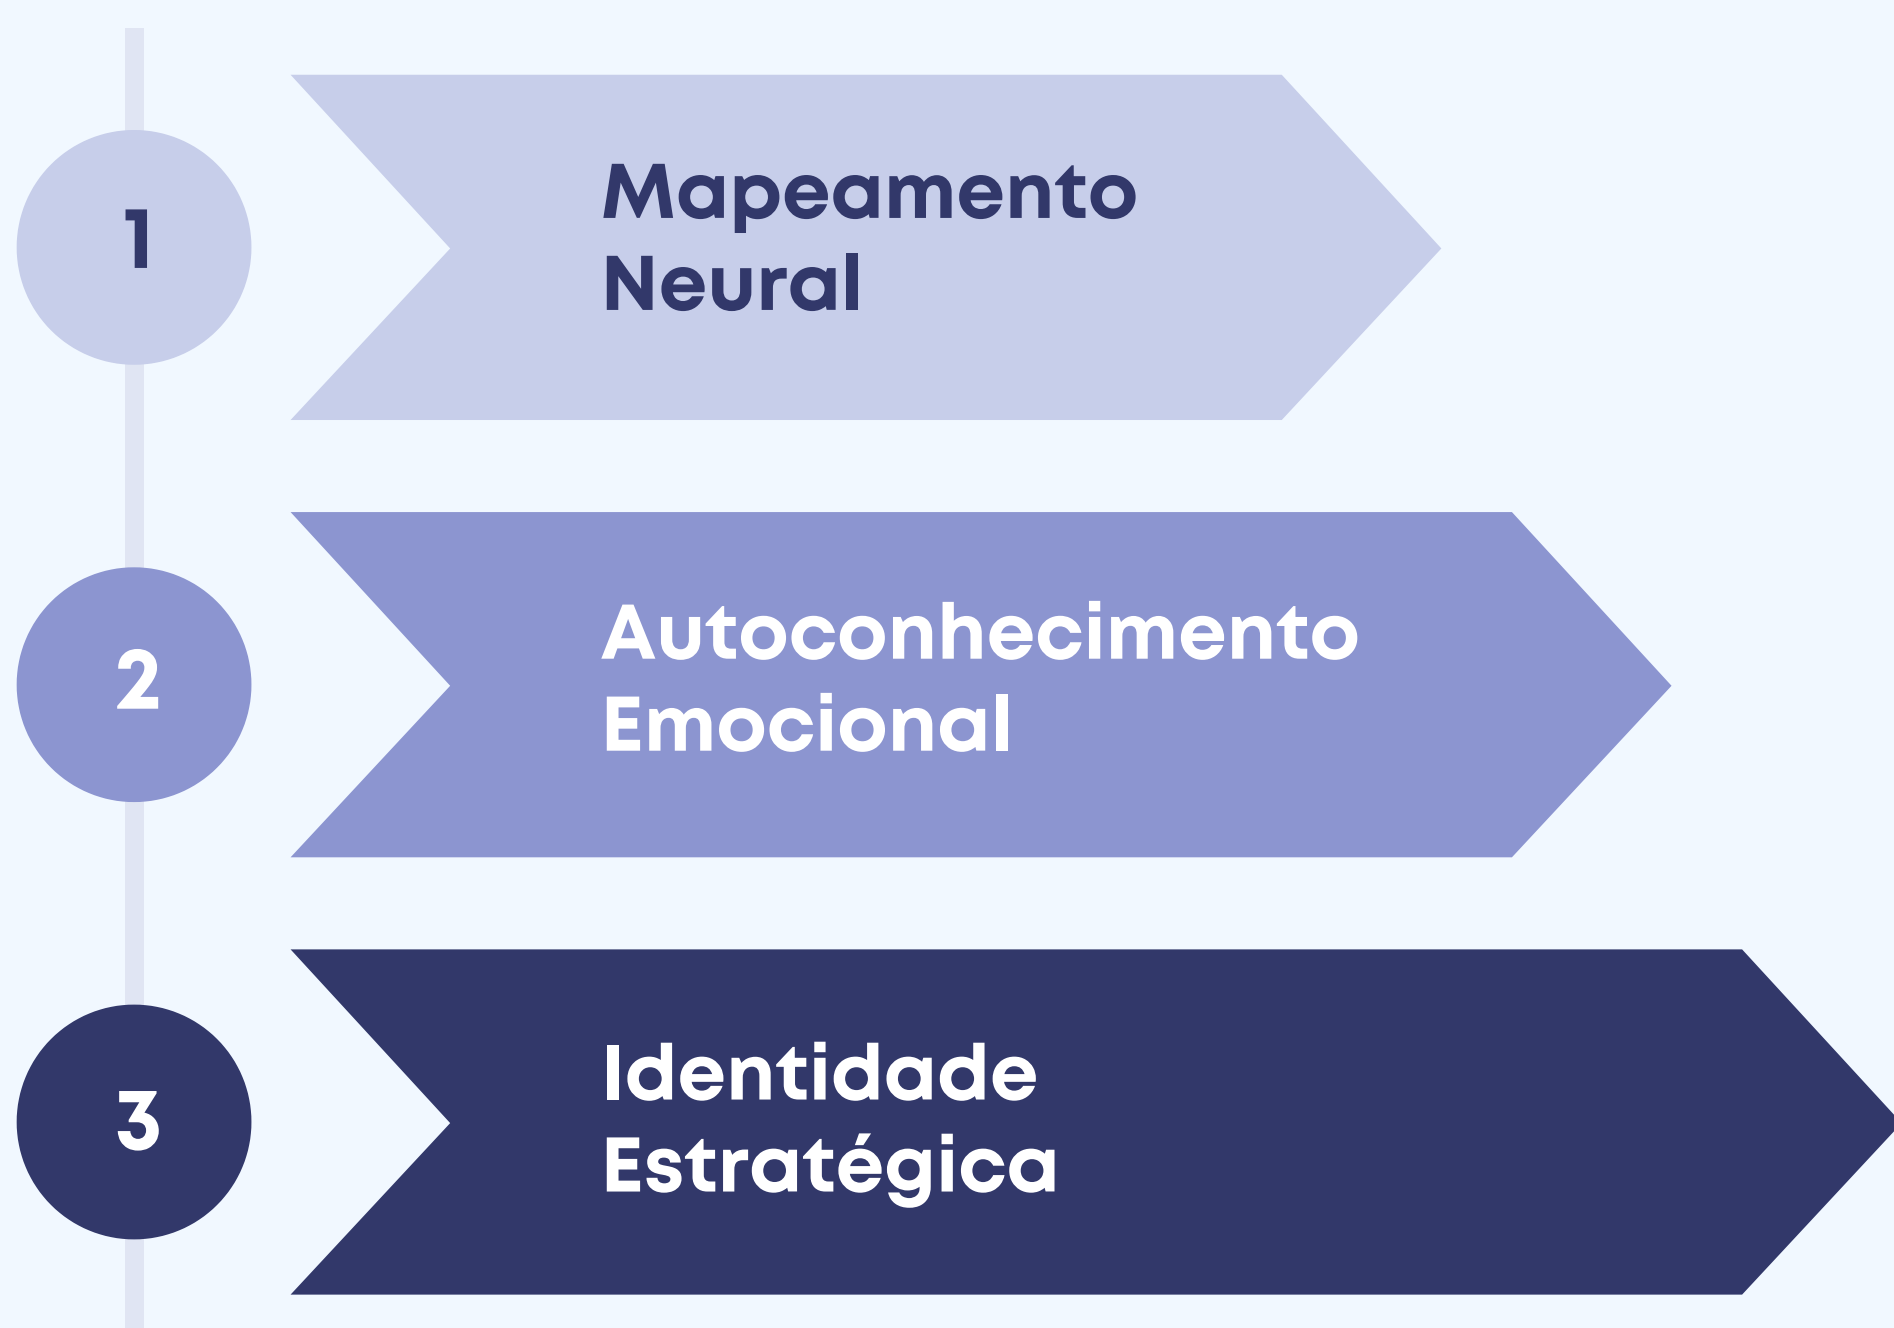 1
Mapeamento
Neural
2
Autoconhecimento
Emocional
3
Identidade
Estratégica